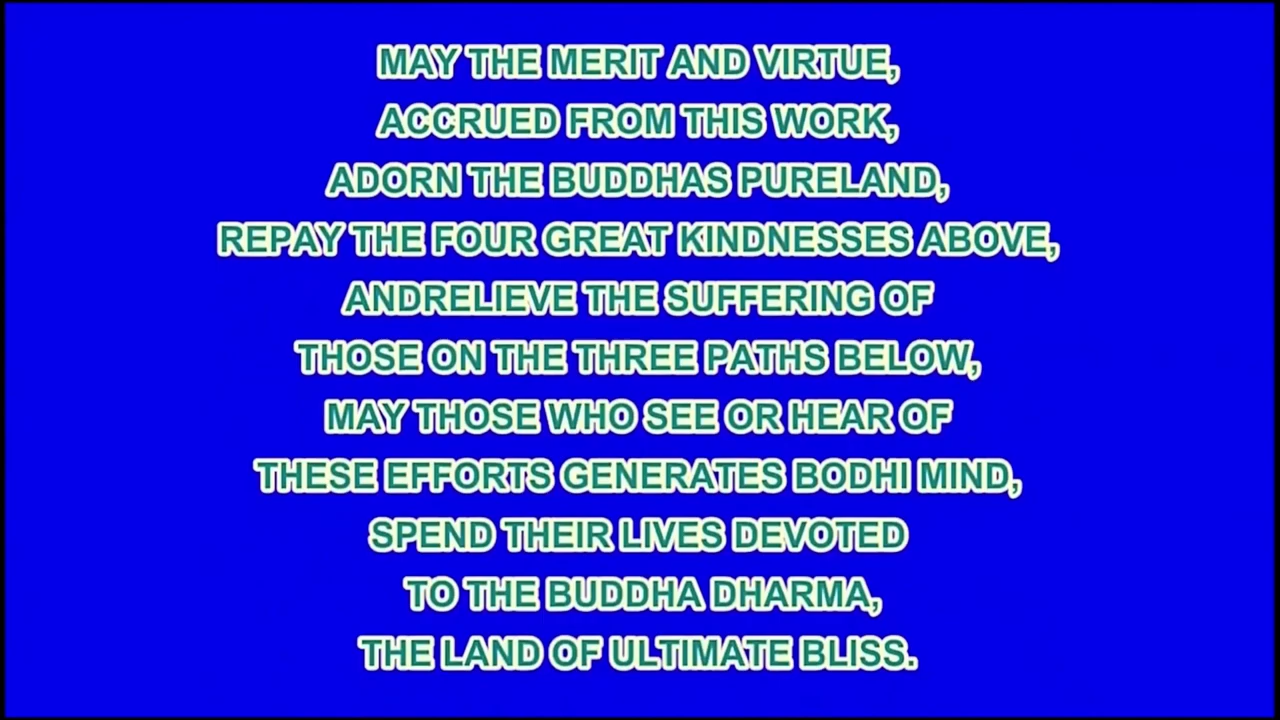 MAY THE MERIT AND VIRTUE,
ACCRUED FROM THIS WORK,
ADORN THE BUDDHAS PURELAND,
REPAY THE FOUR GREAT KINDNESSES ABOVE,
ANDRELIEVE THE SUFFERING OF
THOSE ON THE THREE PATHS BELOW,
MAY THOSE WHO SEE OR HEAR OF
THESE EFFORTS GENERATES BODHI MIND,
SPEND THEIR LIVES DEVOTED
TO THE BUDDHA DHARMA,
THE LAND OF ULTIMATE BLISS.